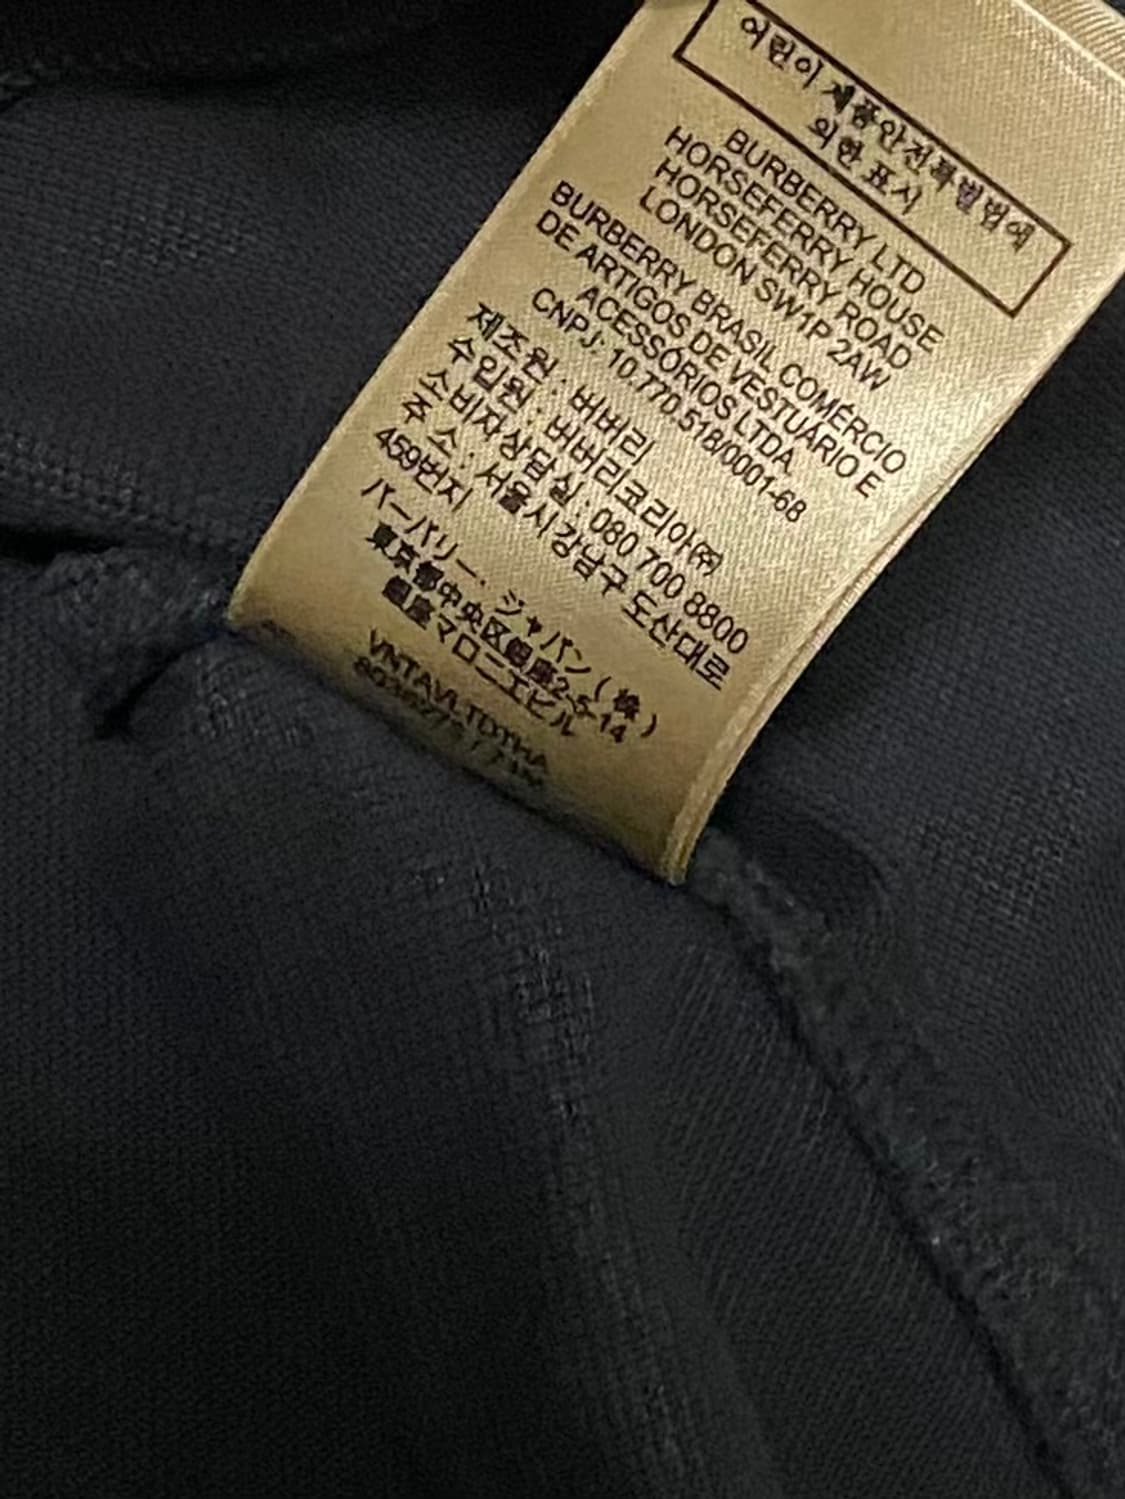 어린이 제품안전특별법에
의한 표시
BURBERRY LTD
HORSEFERRY HOUSE
HORSEFERRY ROAD
LONDON SW1P 2AW
BURBERRY BRASIL COMÉRCIO
DE ARTIGOS DE VESTUÁRIO E
ACESSÓRIOS LTDA
CNPJ: 10.770.518/0001-68
제조원 : 버버리
수입원 : 버버리코리아㈜
소비자상담실 : 080 700 8800
주 소 : 서울시 강남구 도산대로
459번지
バーバリー・ジャパン(株)
東京都中央区銀座2-5-14
銀座マロニエビル
VNTAVLTDTHA